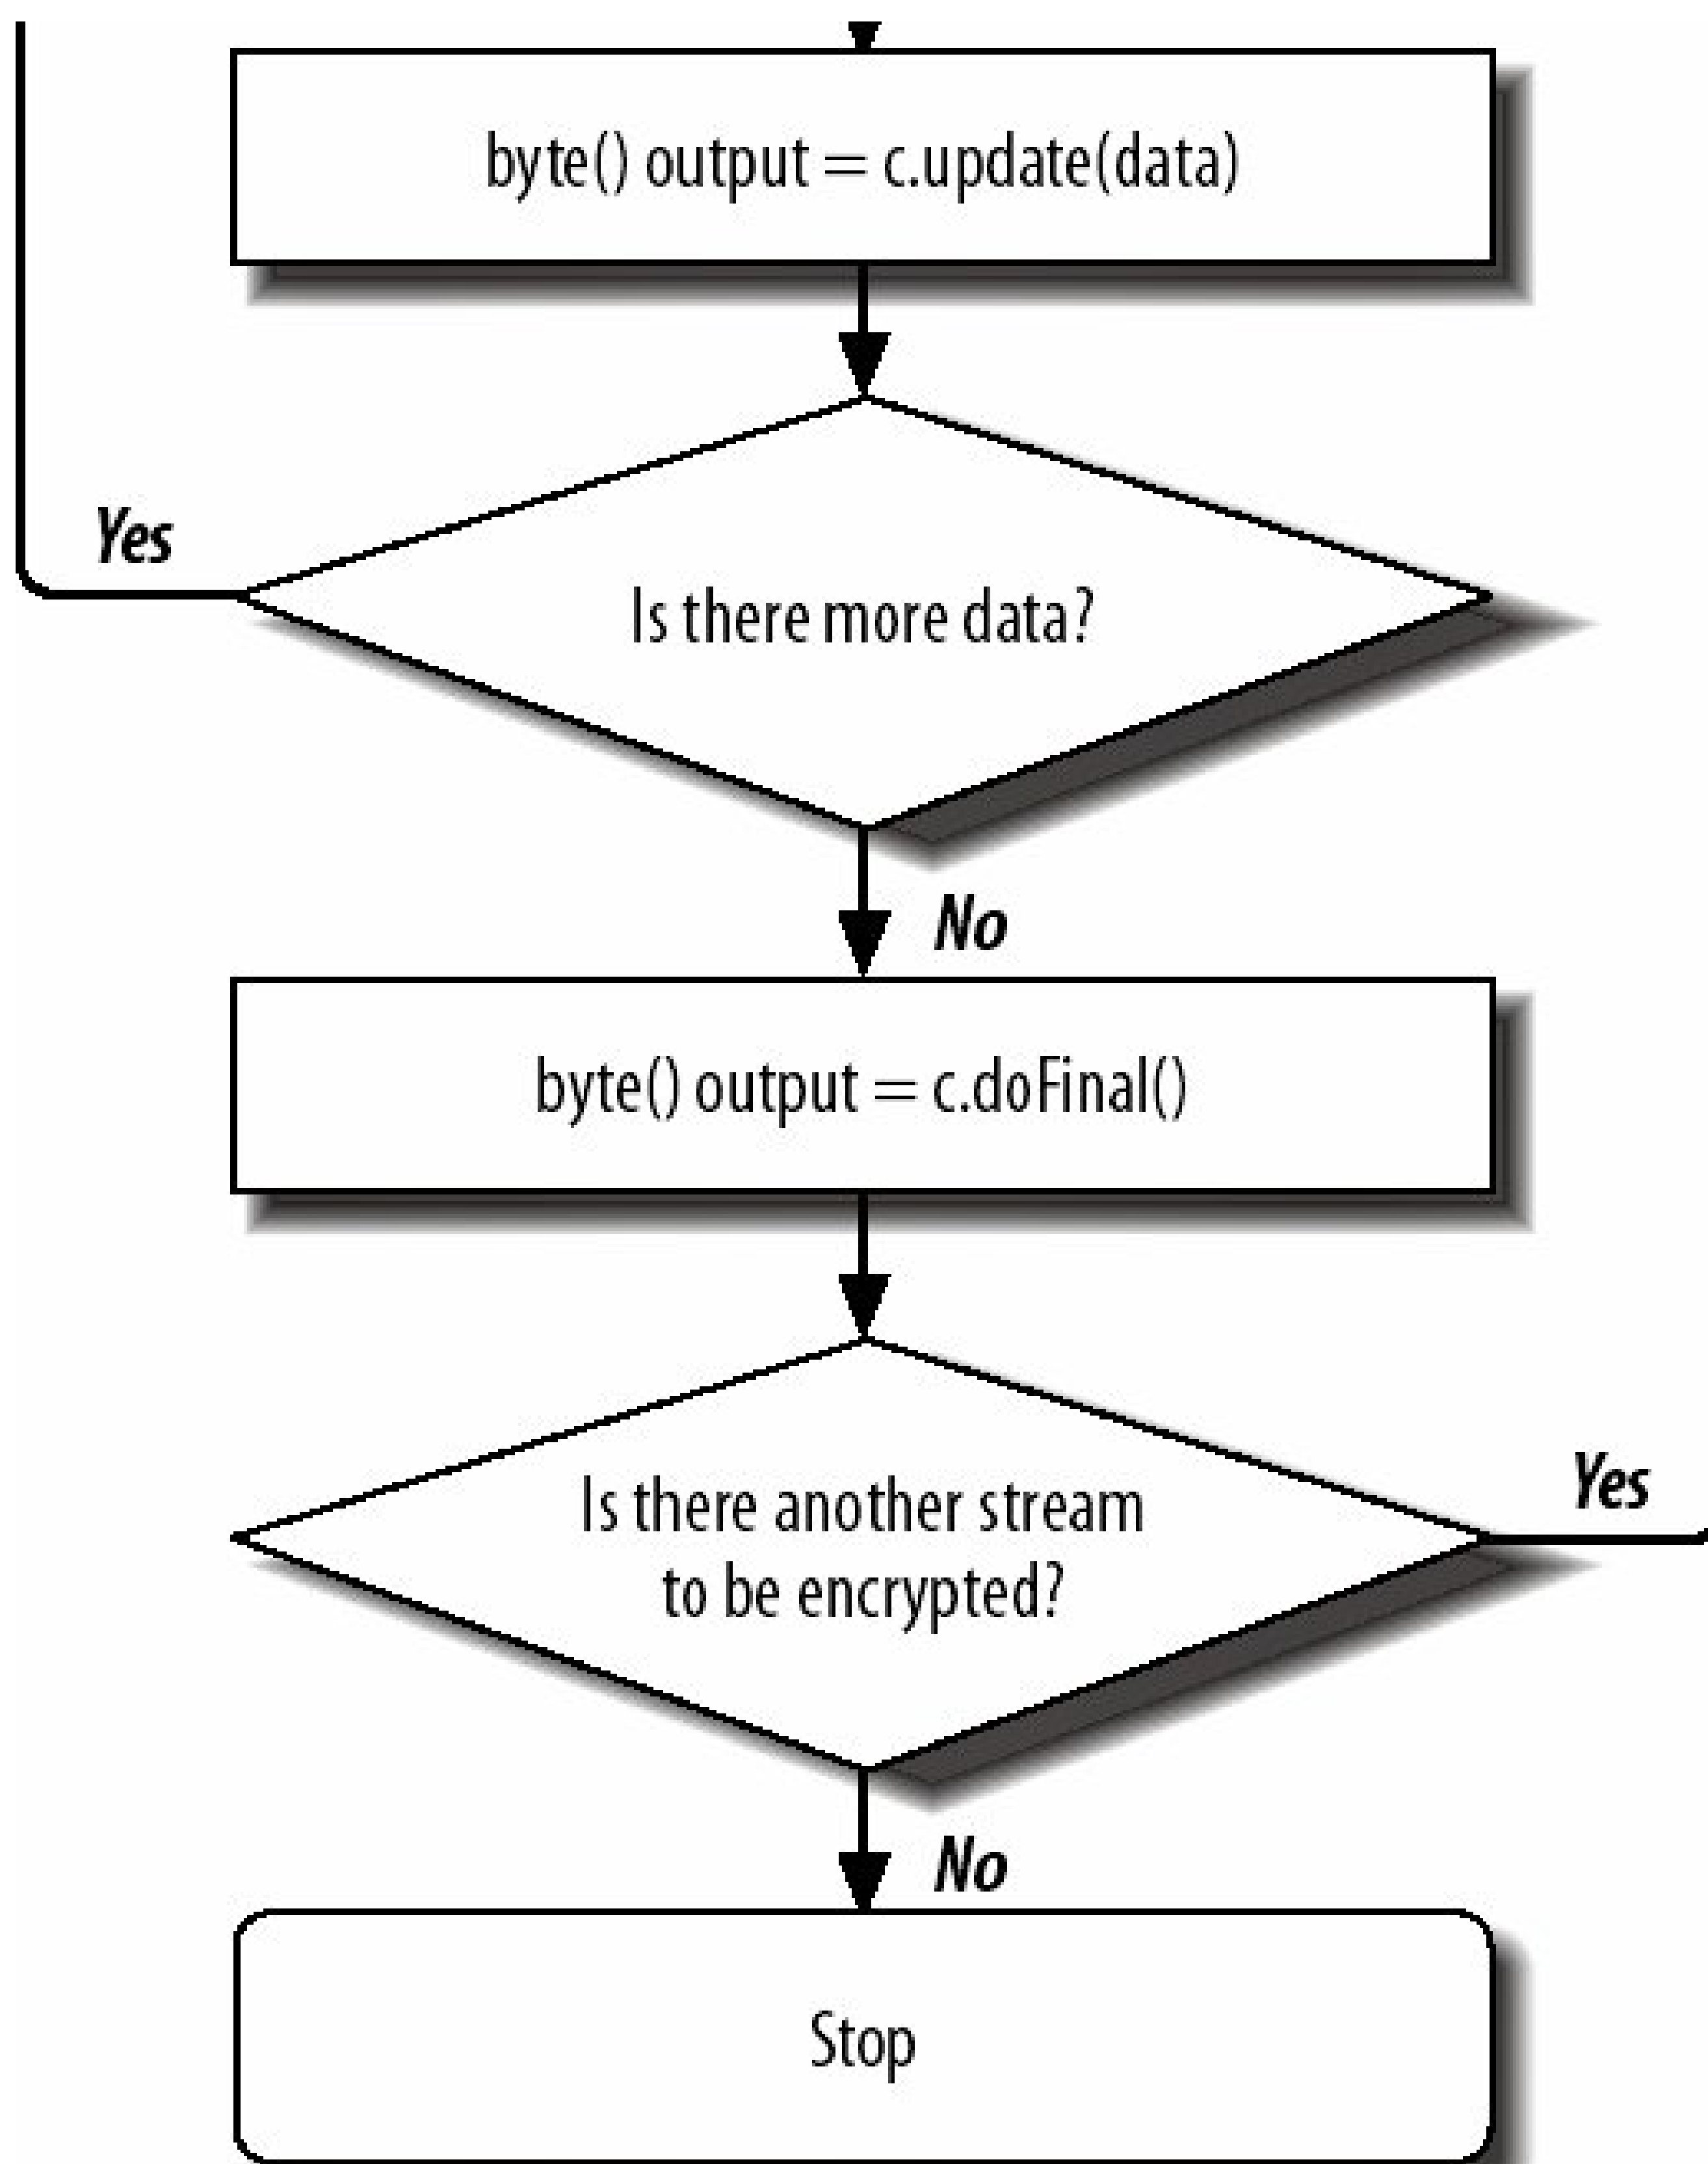 byte() output = c.update(data)
Yes
Is there more data?
No
byte() output = c.doFinal()
Is there another stream
to be encrypted?
Yes
No
Stop